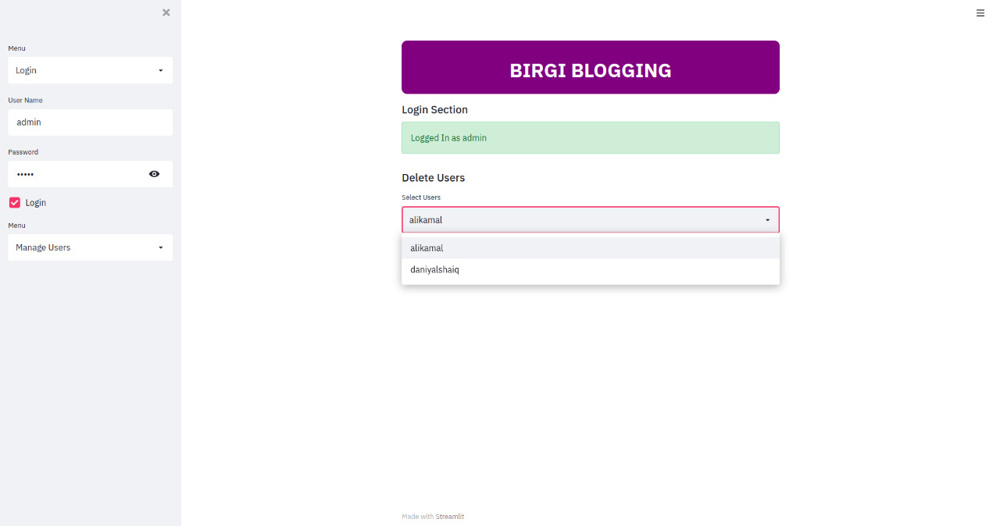 Menu
Login
User Name
admin
Password
•••••
Login
Menu
Manage Users
BIRGI BLOGGING
Login Section
Logged In as admin
Delete Users
Select Users
alikamal
alikamal
daniyalshaiq
Made with Streamlit